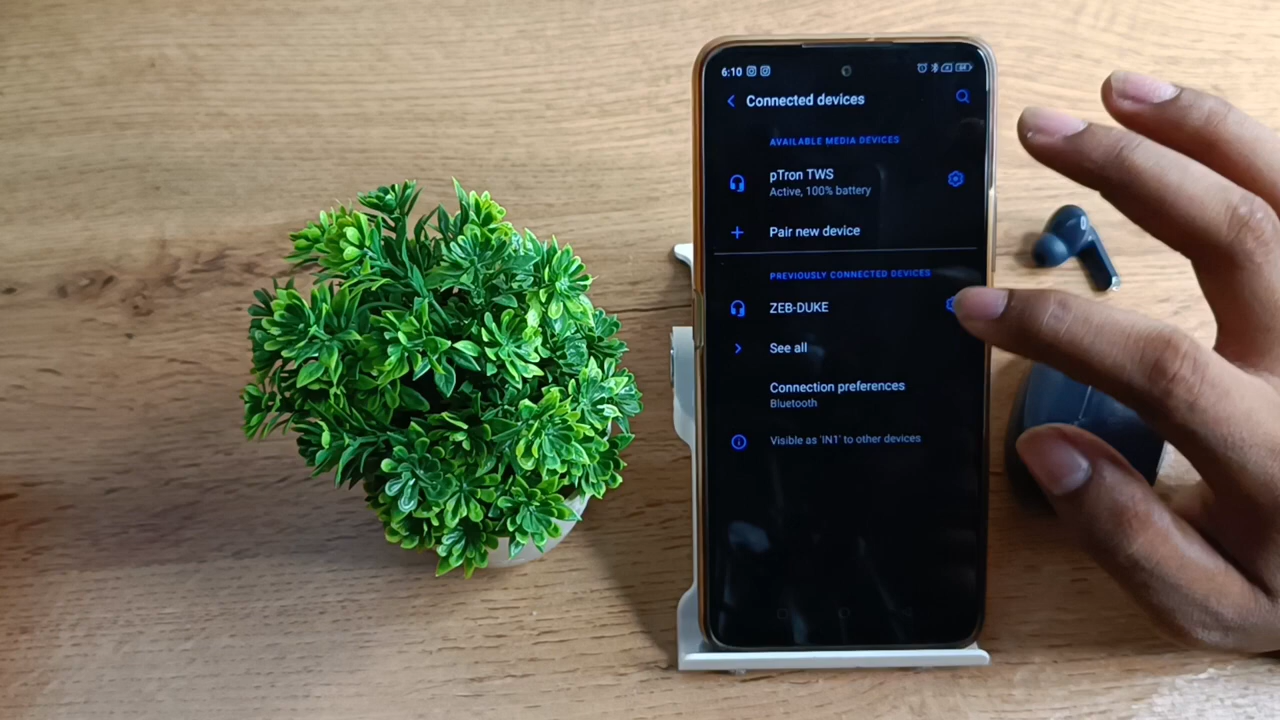 6:10
64
Connected devices
AVAILABLE MEDIA DEVICES
pTron TWS
Active, 100% battery
Pair new device
PREVIOUSLY CONNECTED DEVICES
ZEB-DUKE
See all
Connection preferences
Bluetooth
Visible as 'IN1' to other devices